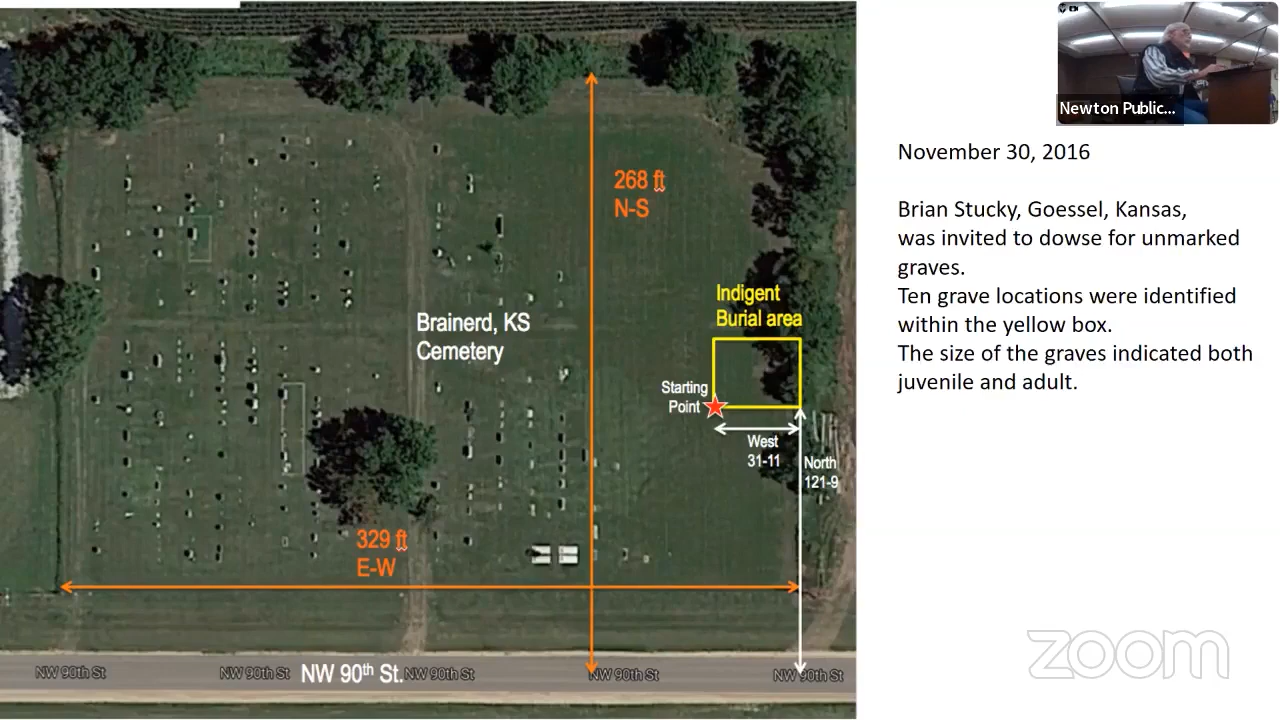 Newton Public...
November 30, 2016
Brian Stucky, Goessel, Kansas,
was invited to dowse for unmarked
graves.
Ten grave locations were identified
within the yellow box.
The size of the graves indicated both
juvenile and adult.
268 ft
N-S
Indigent
Burial area
Brainerd, KS
Cemetery
Starting
Point
West
31-11
North
121-9
329 ft
E-W
NW 90th St
NW 90th St
NW 90th St.
NW 90th St
NW 90th St
NW 90th St
zoom